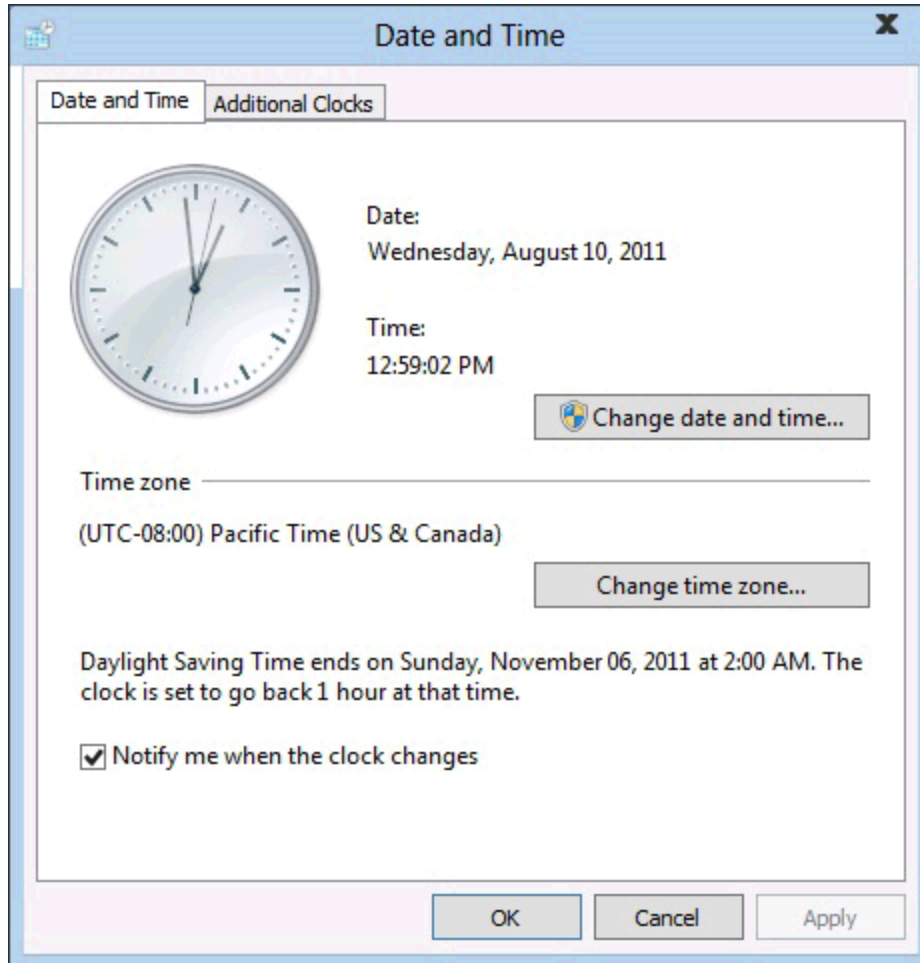 Date and Time
Date and Time
Additional Clocks
Date:
Wednesday, August 10, 2011
Time:
12:59:02 PM
Change date and time...
Time zone
(UTC-08:00) Pacific Time (US & Canada)
Change time zone...
Daylight Saving Time ends on Sunday, November 06, 2011 at 2:00 AM. The
clock is set to go back 1 hour at that time.
Notify me when the clock changes
OK
Cancel
Apply